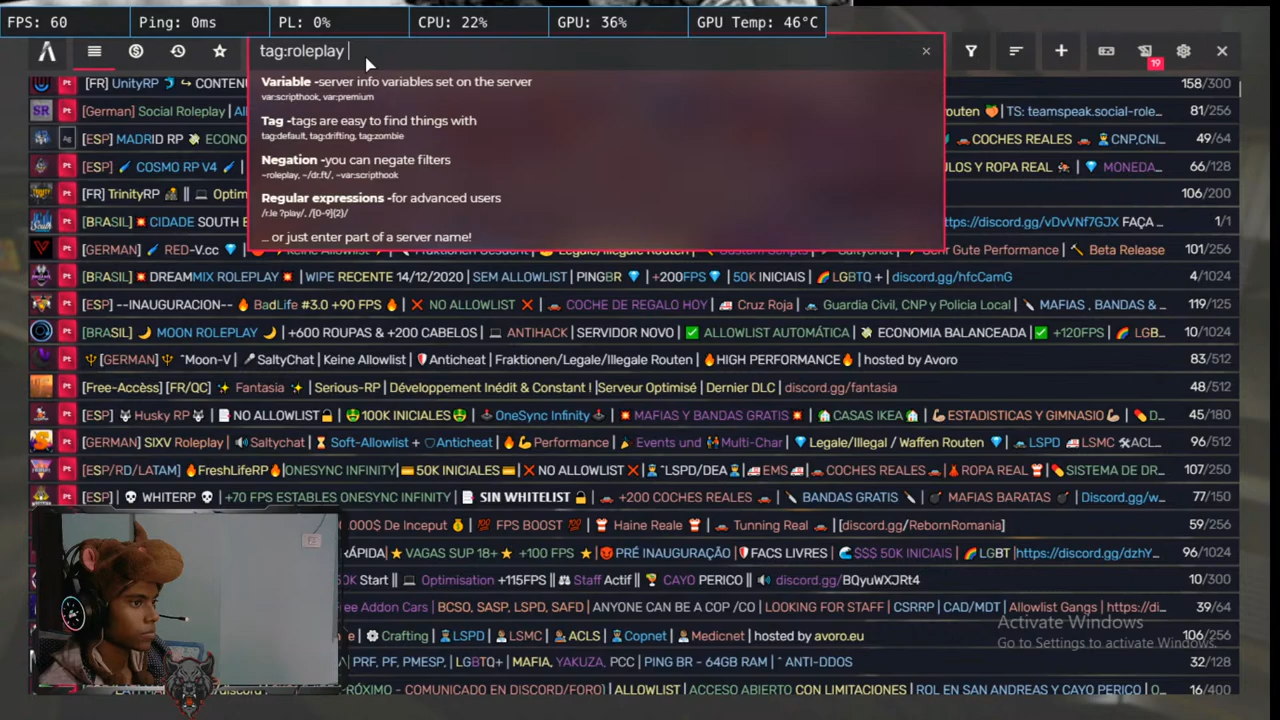 FPS: 60 Ping: 0ms PL: 0% CPU: 22% GPU: 36% GPU Temp: 46°C
tag:roleplay
19
Variable -server info variables set on the server
var:scripthook, var:premium
Tag -tags are easy to find things with
tag:default, tag:drifting, tag:zombie
Negation -you can negate filters
~roleplay, ~/dr.ft/, ~var:scripthook
Regular expressions -for advanced users
/r.le ?play/, /[0-9]{2}/
... or just enter part of a server name!
Pt [FR] UnityRP 158/300
SR Pt [German] Social Roleplay | routen | TS: teamspeak.social-role... 81/256
Ag [ESP] MADRID RP COCHES REALES CNP,CNI... 49/64
Pt [ESP] COSMO RP V4 ULOS Y ROPA REAL MONEDA... 66/128
Pt [FR] TrinityRP || 106/200
Pt [BRASIL] CIDADE SOUTH https://discord.gg/vDvVNf7GJX FAÇA 1/1
Pt [GERMAN] RED-V.cc Performance | Beta Release 101/256
Pt [BRASIL] DREAMMIX ROLEPLAY | WIPE RECENTE 14/12/2020 | SEM ALLOWLIST | PINGBR | +200FPS | 50K INICIAIS | LGBTQ + | discord.gg/hfcCamG 4/1024
Pt [ESP] --INAUGURACION-- BadLife #3.0 +90 FPS | NO ALLOWLIST | COCHE DE REGALO HOY | Cruz Roja | Guardia Civil, CNP y Policia Local | MAFIAS , BANDAS &... 119/125
Pt [BRASIL] MOON ROLEPLAY | +600 ROUPAS & +200 CABELOS | ANTIHACK | SERVIDOR NOVO | ALLOWLIST AUTOMÁTICA | ECONOMIA BALANCEADA | +120FPS | LGB... 10/1024
Pt [GERMAN] ^Moon-V | SaltyChat | Keine Allowlist | Anticheat | Fraktionen/Legale/Illegale Routen | HIGH PERFORMANCE | hosted by Avoro 83/512
Pt [Free-Accèss] [FR/QC] Fantasia | Serious-RP | Développement Inédit & Constant ! |Serveur Optimisé | Dernier DLC | discord.gg/fantasia 48/512
Pt [ESP] Husky RP | NO ALLOWLIST | 100K INICIALES | OneSync Infinity | MAFIAS Y BANDAS GRATIS | CASAS IKEA | ESTADISTICAS Y GIMNASIO | D... 45/180
Pt [GERMAN] SIXV Roleplay | Saltychat | Soft-Allowlist + Anticheat | Performance | Events und Multi-Char | Legale/Illegal / Waffen Routen | LSPD LSMC ACL... 96/512
Pt [ESP/RD/LATAM] FreshLifeRP |ONESYNC INFINITY| 50K INICIALES | NO ALLOWLIST | ^LSPD/DEA | EMS | COCHES REALES | ROPA REAL | SISTEMA DE DR... 107/250
Pt [ESP] | WHITERP | +70 FPS ESTABLES ONESYNC INFINITY | SIN WHITELIST | +200 COCHES REALES | BANDAS GRATIS | MAFIAS BARATAS | Discord.gg/w... 77/150
.000$ De Inceput | FPS BOOST | Haine Reale | Tunning Real | [discord.gg/RebornRomania] 59/256
RÁPIDA| VAGAS SUP 18+ +100 FPS | PRÉ INAUGURAÇÃO | FACS LIVRES | $$$ 50K INICIAIS | LGBT |https://discord.gg/dzhY... 96/1024
Start || Optimisation +115FPS || Staff Actif || CAYO PERICO || discord.gg/BQyuWXJRt4 10/300
Addon Cars | BCSO, SASP, LSPD, SAFD | ANYONE CAN BE A COP /CO | LOOKING FOR STAFF | CSRRP | CAD/MDT | Allowlist Gangs | https://di... 39/64
Activate Windows
| Crafting | LSPD | LSMC | ACLS | Copnet | Medicnet | hosted by avoro.eu 106/256
Go to Settings to activate Windows.
| PRF, PF, PMESP, | LGBTQ+ | MAFIA, YAKUZA, PCC | PING BR - 64GB RAM | ^ ANTI-DDOS 32/128
COMUNICADO EN DISCORD/FORO) | ALLOWLIST | ACCESO ABIERTO CON LIMITACIONES | ROL EN SAN ANDREAS Y CAYO PERICO | O... 16/400